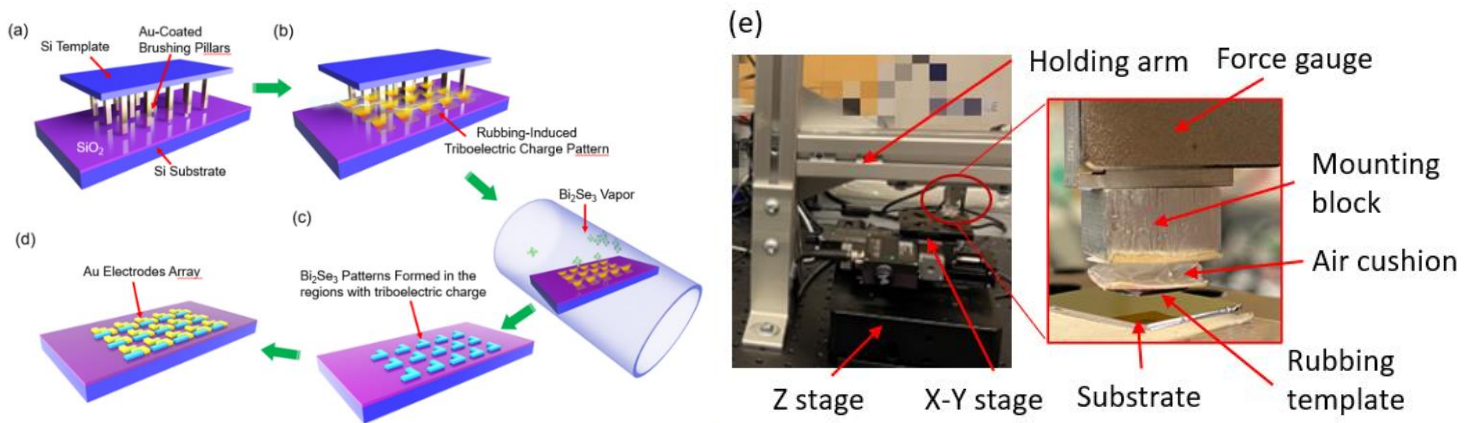 (a)
Si Template
Au-Coated
Brushing Pillars
SiO2
Si Substrate
(b)
Rubbing-Induced
Triboelectric Charge Pattern
Bi2Se3 Vapor
(c)
Bi2Se3 Patterns Formed in the
regions with triboelectric charge
(d)
Au Electrodes Array
(e)
Holding arm
Force gauge
Mounting
block
Air cushion
Rubbing
template
Substrate
X-Y stage
Z stage